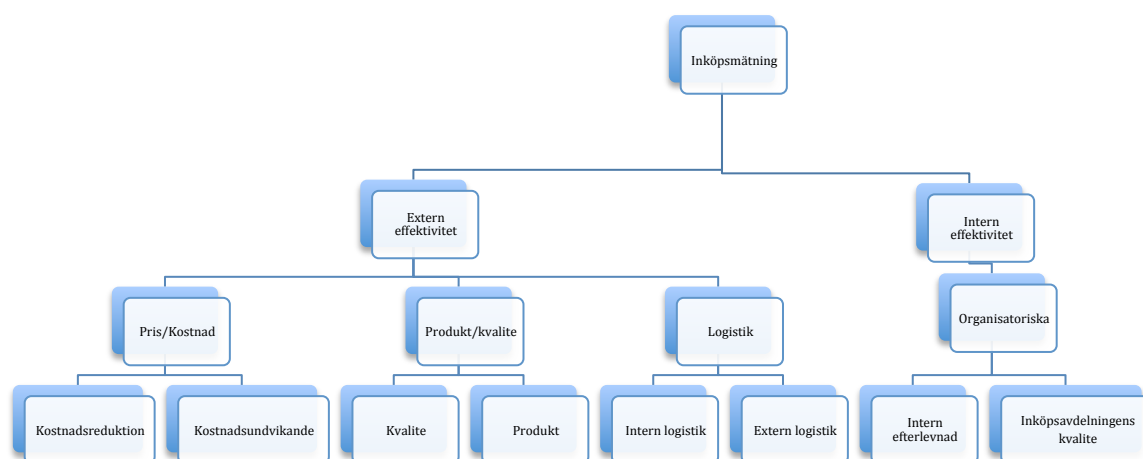 Inköpsmätning
Extern
effektivitet
Intern
effektivitet
Pris/Kostnad
Produkt/kvalite
Logistik
Organisatoriska
Kostnadsreduktion
Kostnadsundvikande
Kvalite
Produkt
Intern logistik
Extern logistik
Intern
efterlevnad
Inköpsavdelningens
kvalite